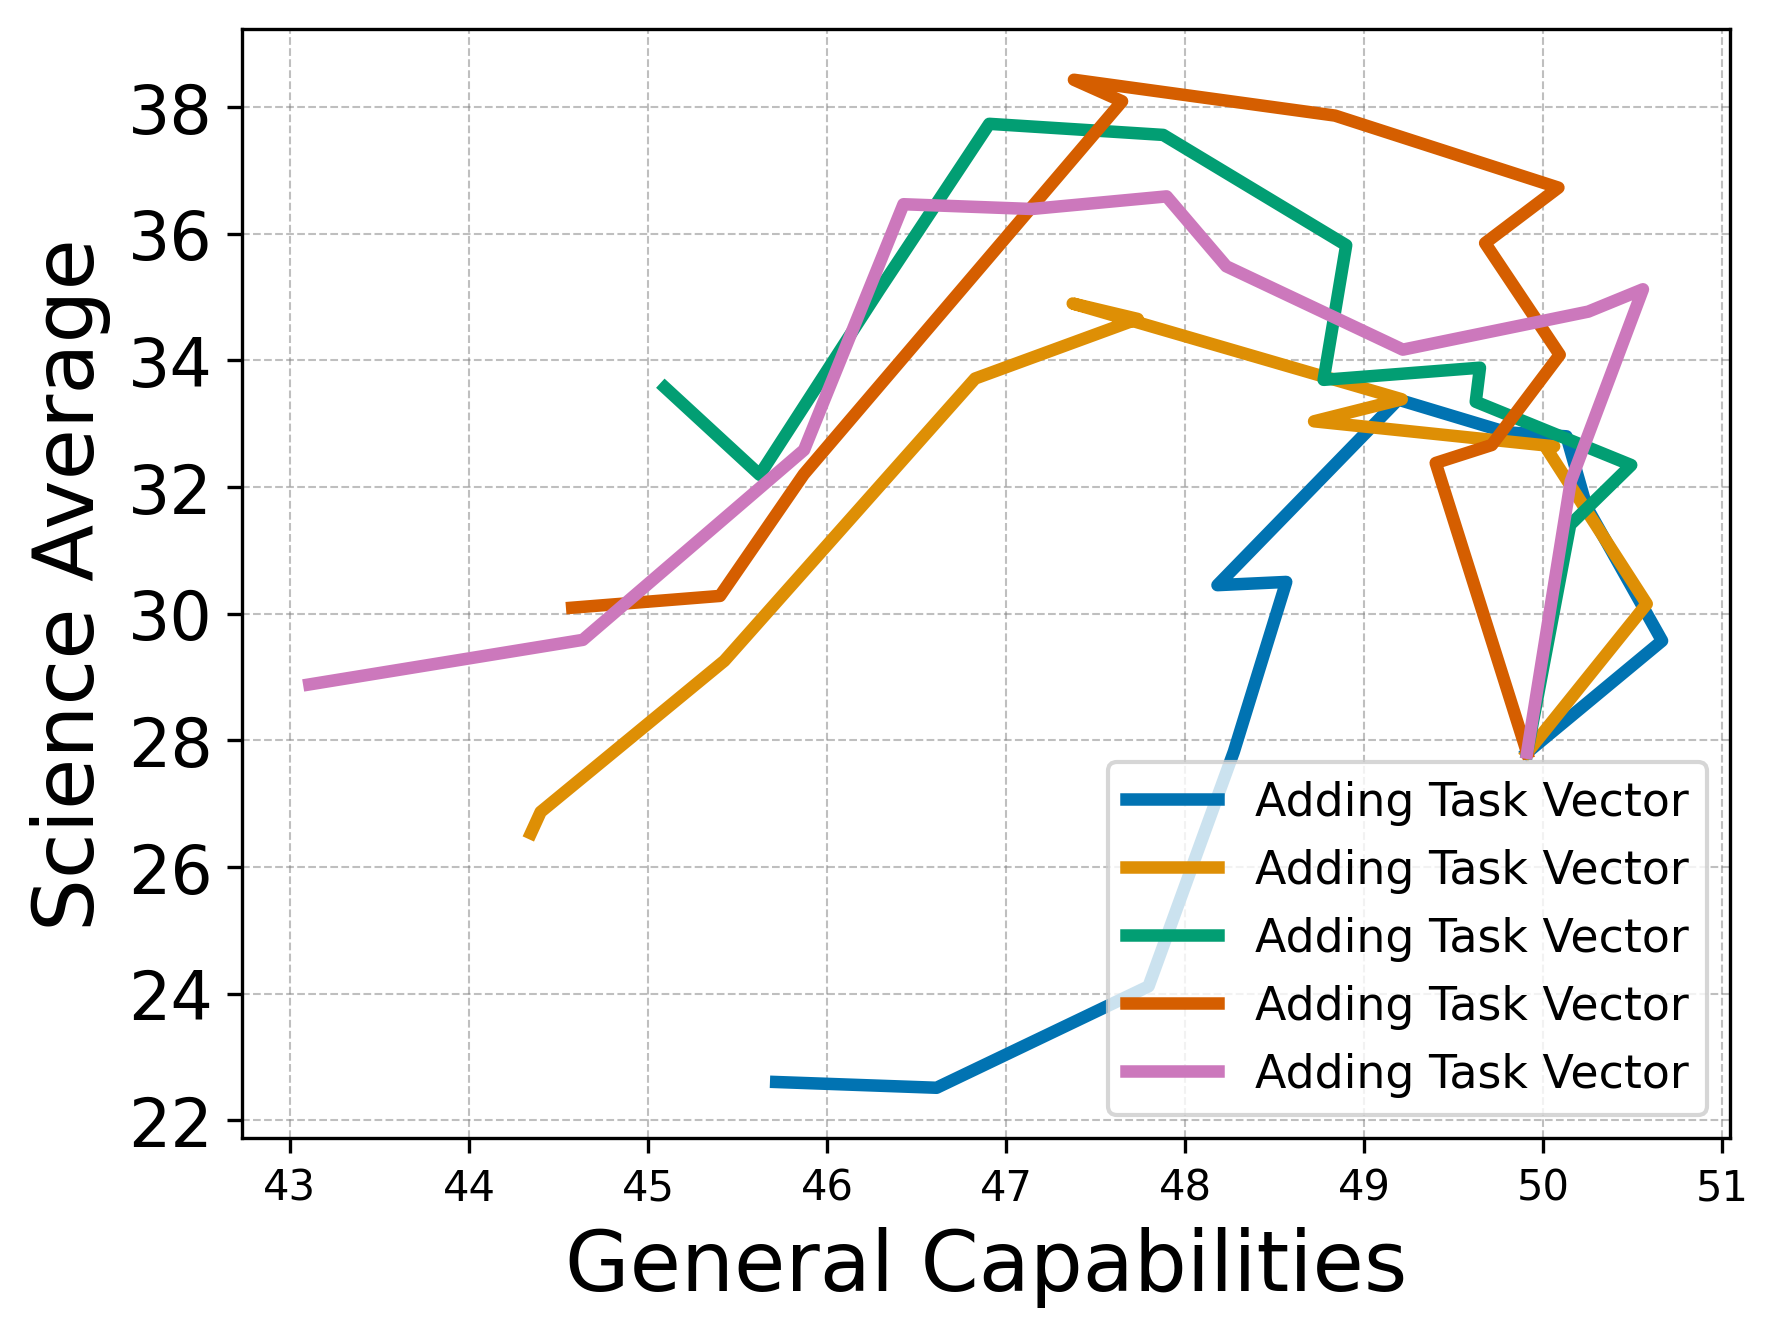 Science Average
38
36
34
32
30
28
26
24
22
Adding Task Vector
Adding Task Vector
Adding Task Vector
Adding Task Vector
Adding Task Vector
43 44 45 46 47 48 49 50 51
General Capabilities